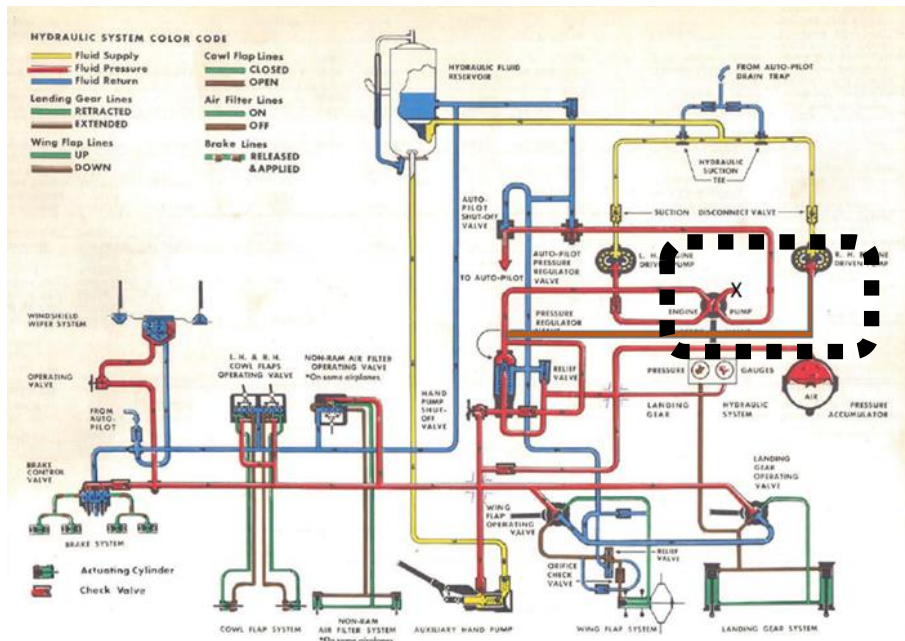 HYDRAULIC SYSTEM COLOR CODE
Fluid Supply
Fluid Pressure
Fluid Return
Landing Gear Lines
RETRACTED
EXTENDED
Wing Flap Lines
UP
DOWN
Cowl Flap Lines
CLOSED
OPEN
Air Filter Lines
ON
OFF
Brake Lines
RELEASED
& APPLIED
HYDRAULIC FLUID
RESERVOIR
FROM AUTO-PILOT
DRAIN TRAP
HYDRAULIC
SUCTION
TEE
AUTO-
PILOT
SHUT-OFF
VALVE
SUCTION DISCONNECT VALVE
TO AUTO-PILOT
AUTO-PILOT
PRESSURE
REGULATOR
VALVE
L. H.
DRIVEN PUMP
R. H.
DRIVEN PUMP
X
ENGINE PUMP
PRESSURE
REGULATOR
RELIEF
VALVE
PRESSURE GAUGES
LANDING
GEAR
HYDRAULIC
SYSTEM
AIR
PRESSURE
ACCUMULATOR
WINDSHIELD
WIPER SYSTEM
OPERATING
VALVE
FROM
AUTO-
PILOT
BRAKE
CONTROL
VALVE
BRAKE SYSTEM
L. H. & R. H.
COWL FLAPS
OPERATING VALVE
NON-RAM AIR FILTER
OPERATING VALVE
*On some airplanes
HAND
PUMP
SHUT-
OFF
VALVE
WING
FLAP
OPERATING
VALVE
LANDING
GEAR
OPERATING
VALVE
RELIEF
VALVE
ORIFICE
CHECK
VALVE
Actuating Cylinder
Check Valve
COWL FLAP SYSTEM
NON-RAM
AIR FILTER SYSTEM
*On some airplanes
AUXILIARY HAND PUMP
WING FLAP SYSTEM
LANDING GEAR SYSTEM